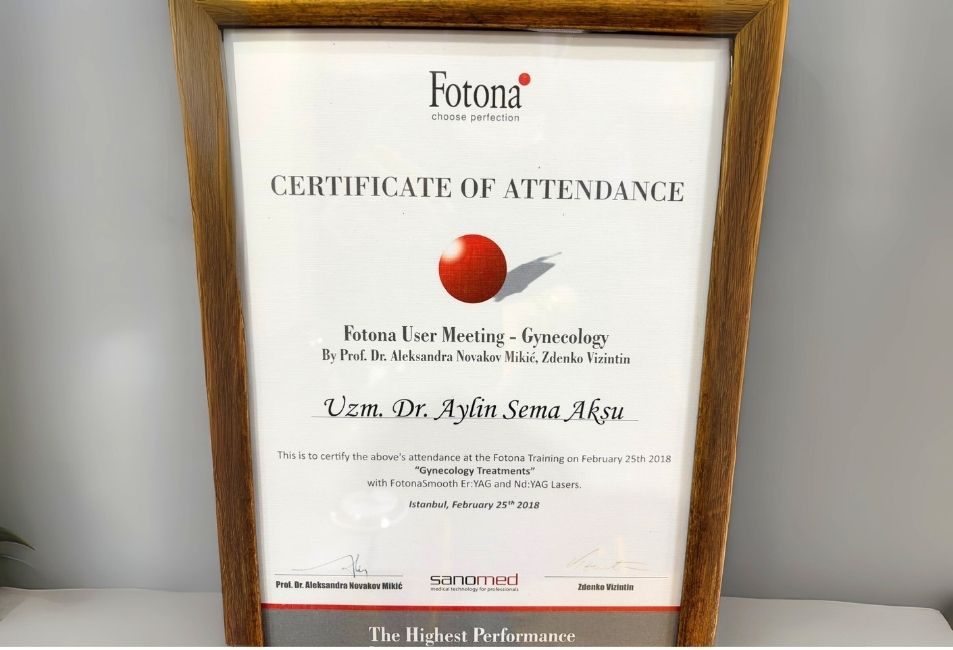 Fotona
choose perfection
CERTIFICATE OF ATTENDANCE
Fotona User Meeting - Gynecology
By Prof. Dr. Aleksandra Novakov Mikić, Zdenko Vizintin
Uzm. Dr. Aylin Sema Aksu
This is to certify the above's attendance at the Fotona Training on February 25th 2018
"Gynecology Treatments"
with FotonaSmooth Er:YAG and Nd:YAG Lasers.
Istanbul, February 25th 2018
Prof. Dr. Aleksandra Novakov Mikić
sanomed
medical technology for professionals
Zdenko Vizintin
The Highest Performance